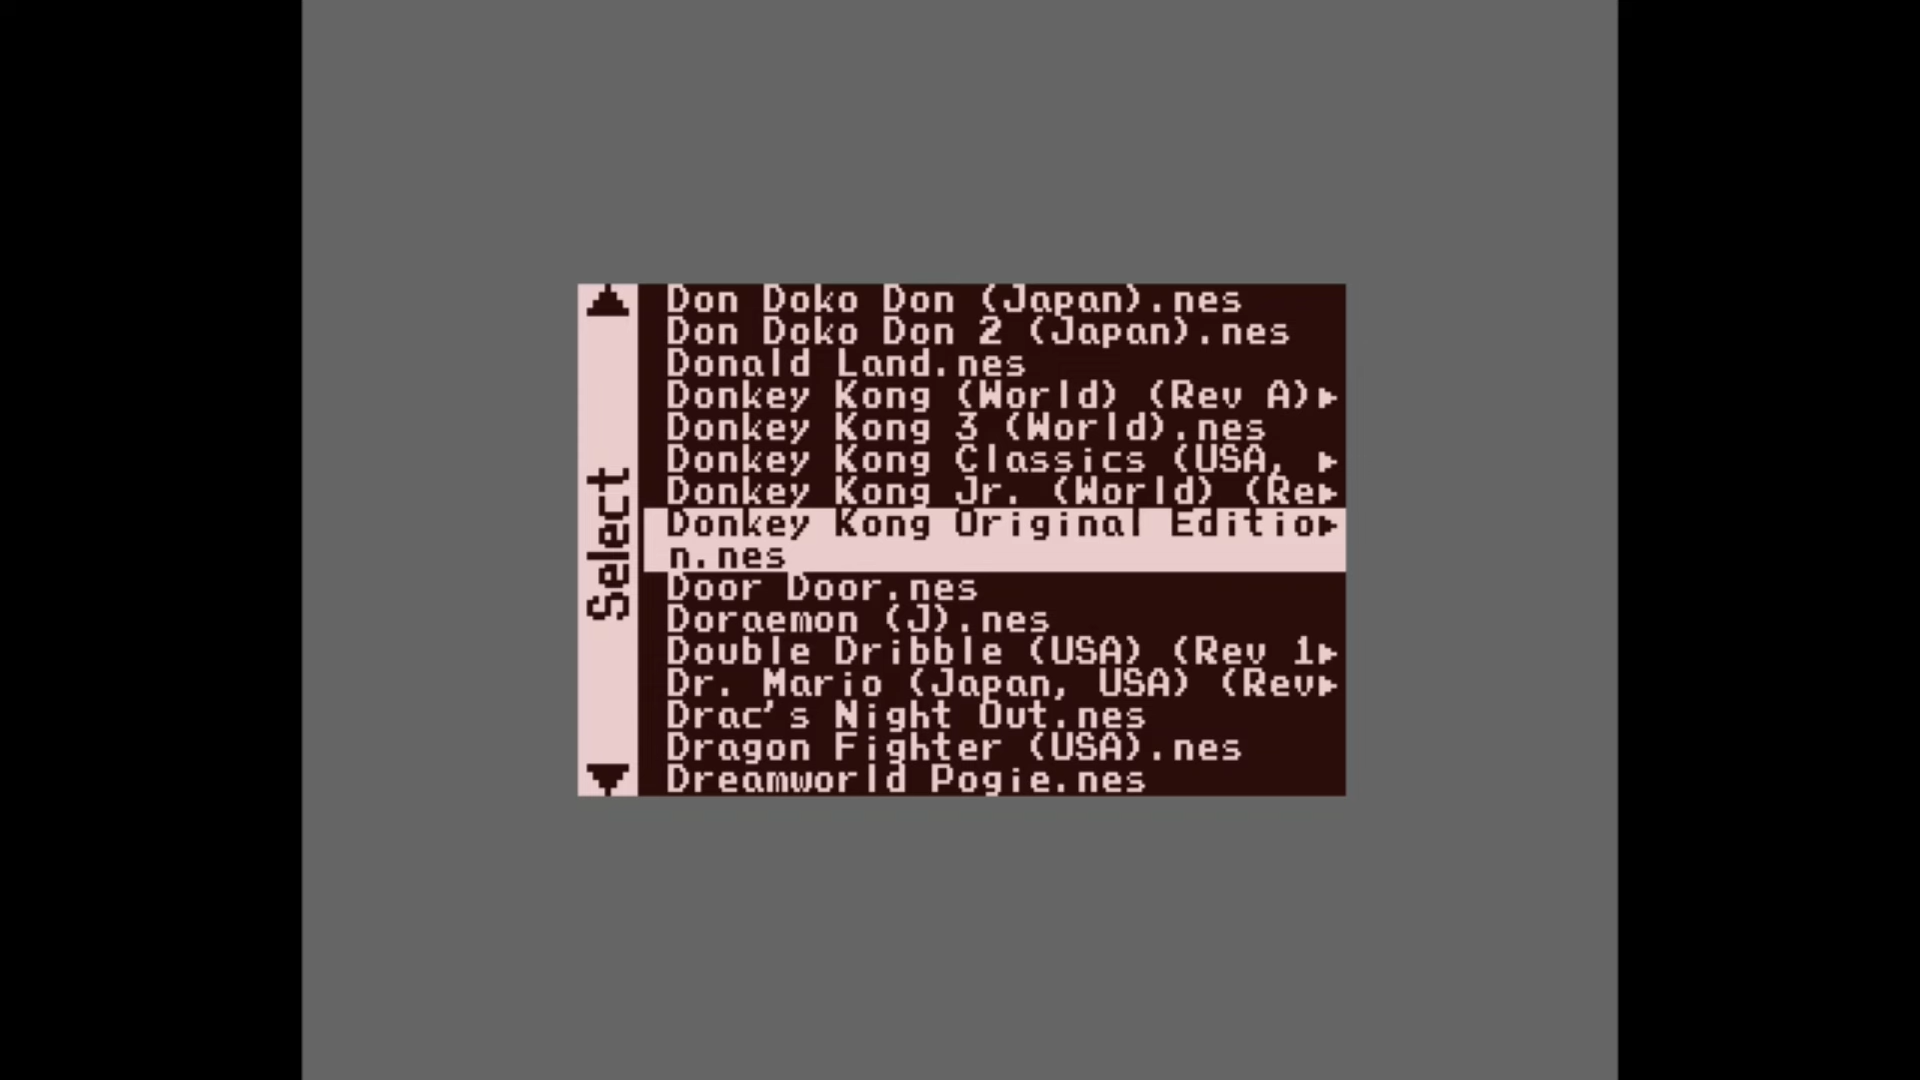 Select
Don Doko Don (Japan).nes
Don Doko Don 2 (Japan).nes
Donald Land.nes
Donkey Kong (World) (Rev A)
Donkey Kong 3 (World).nes
Donkey Kong Classics (USA,
Donkey Kong Jr. (World) (Re
Donkey Kong Original Editio
n.nes
Door Door.nes
Doraemon (J).nes
Double Dribble (USA) (Rev 1
Dr. Mario (Japan, USA) (Rev
Drac's Night Out.nes
Dragon Fighter (USA).nes
Dreamworld Pogie.nes